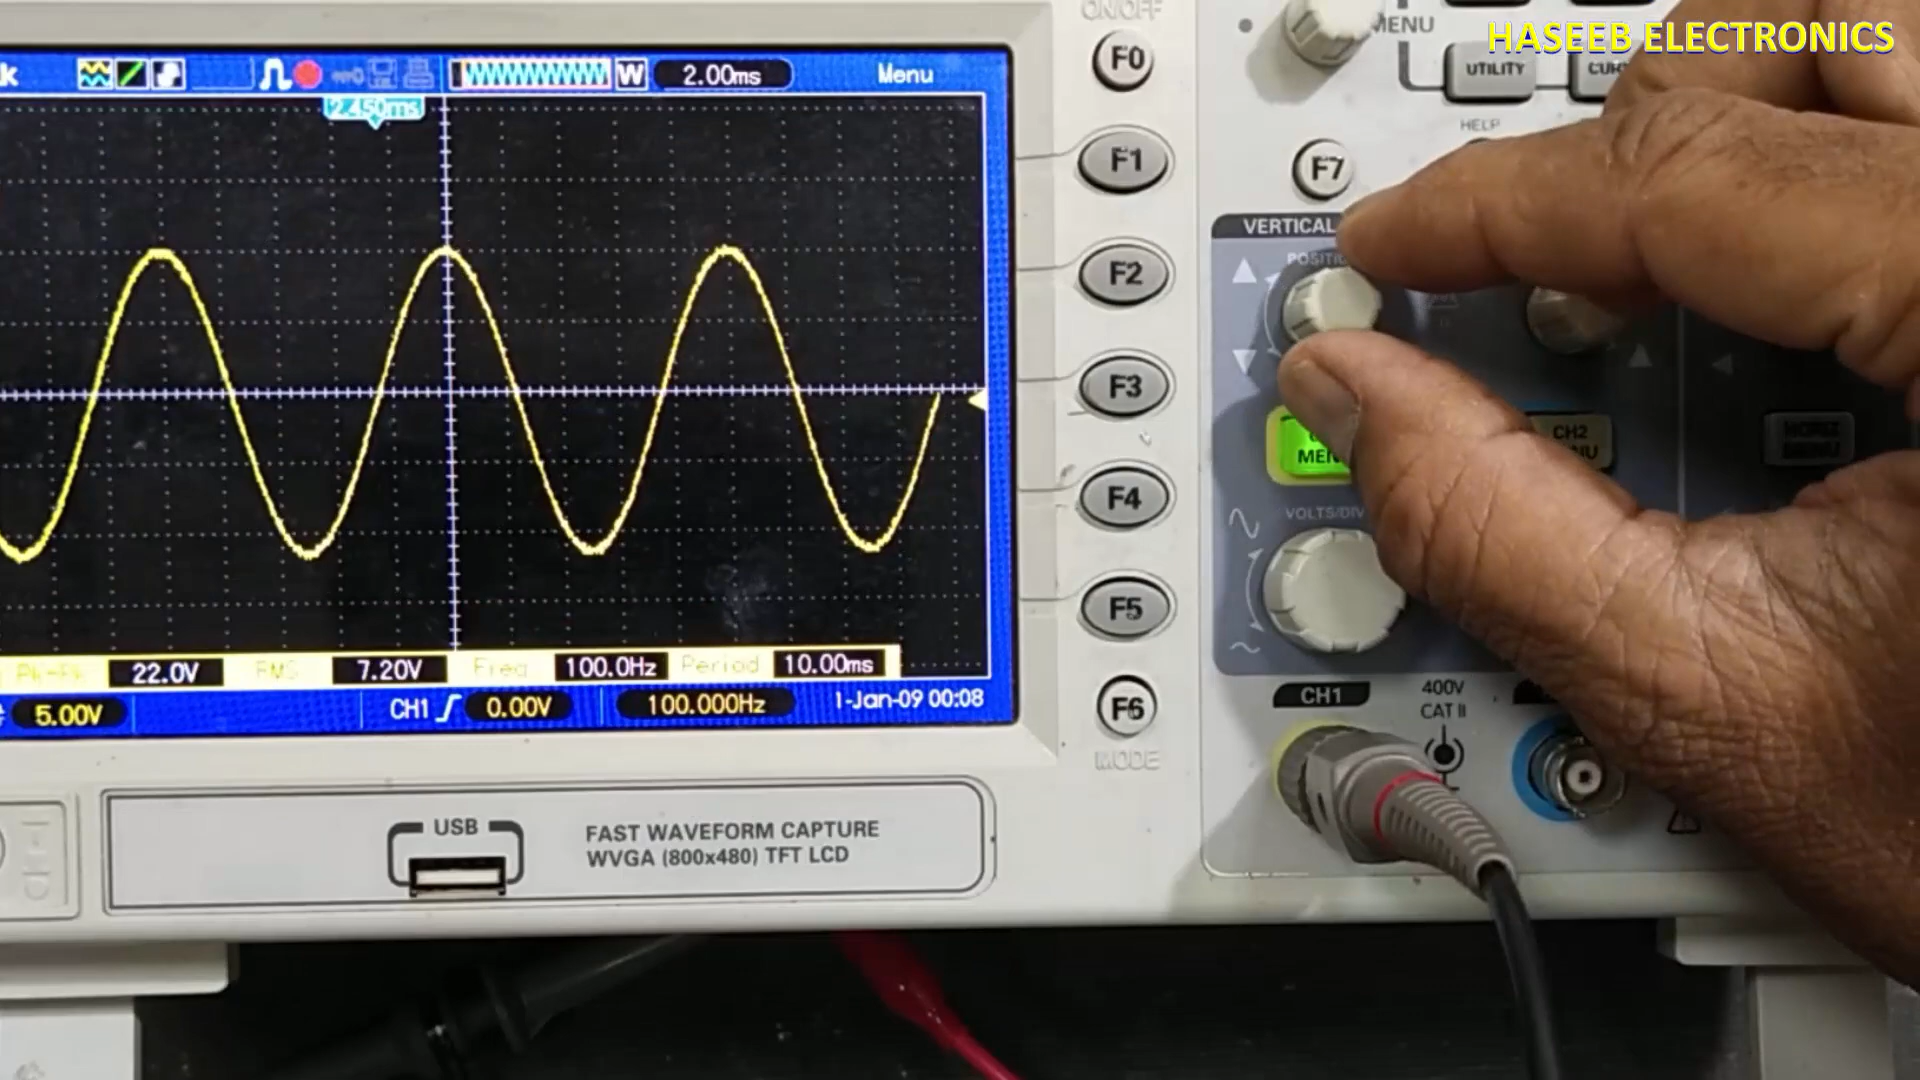 HASEEB ELECTRONICS
ON/OFF
MENU
F0
UTILITY
k
W
2.00ms
Menu
2.450ms
HELP
F1
F7
VERTICAL
F2
F3
CH2
MENU
F4
VOLTS/DIV
F5
Pk-Pk 22.0V RMS 7.20V Freq 100.0Hz Period 10.00ms
5.00V CH1 0.00V 100.000Hz 1-Jan-09 00:08
F6
MODE
CH1
400V
CAT II
USB
FAST WAVEFORM CAPTURE
WVGA (800x480) TFT LCD